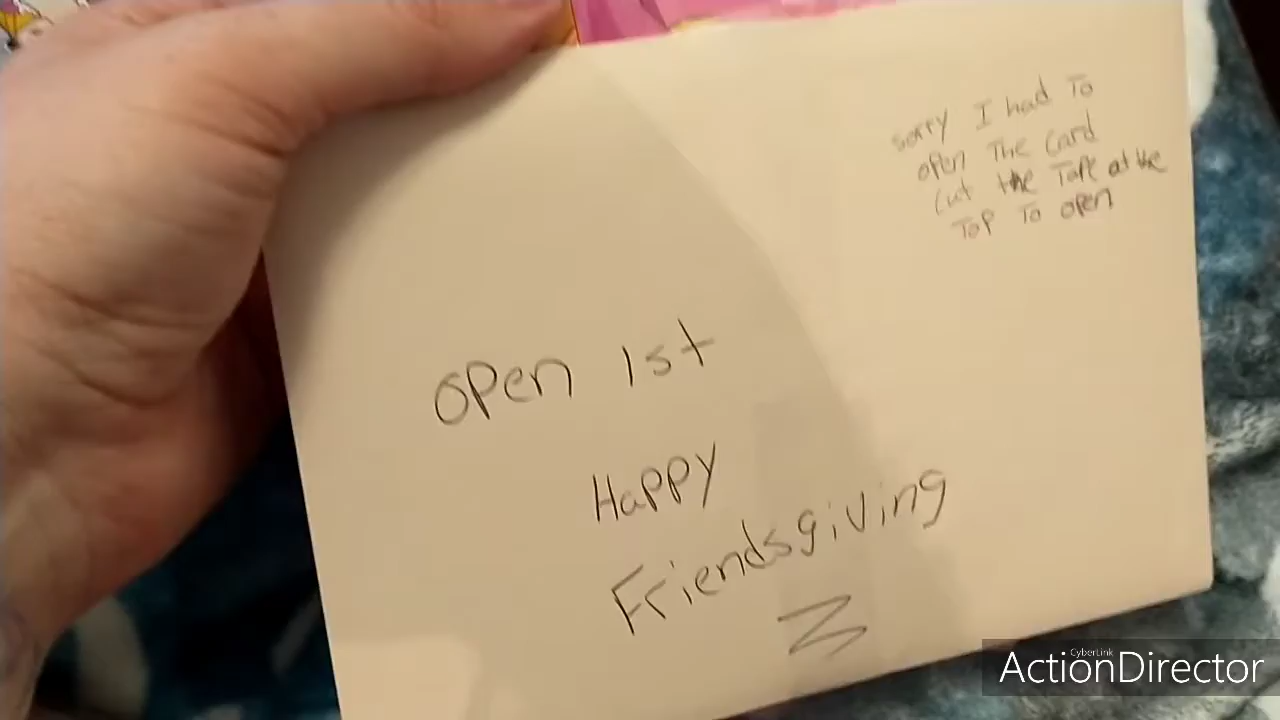 sorry I had To
open The Card
Cut the Tape at the
Top To open
open 1st
Happy
Friendsgiving
CyberLink
ActionDirector